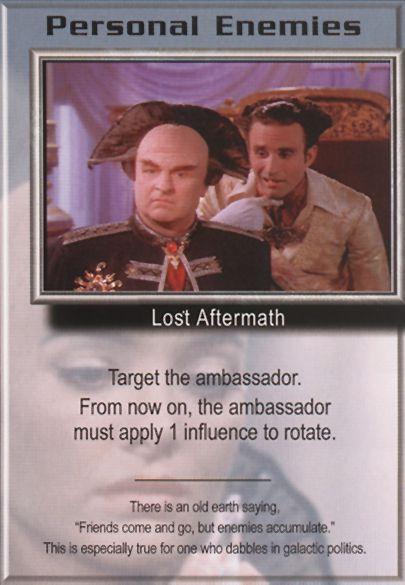 Personal Enemies
Lost Aftermath
Target the ambassador.
From now on, the ambassador
must apply 1 influence to rotate.
There is an old earth saying,
"Friends come and go, but enemies accumulate."
This is especially true for one who dabbles in galactic politics.